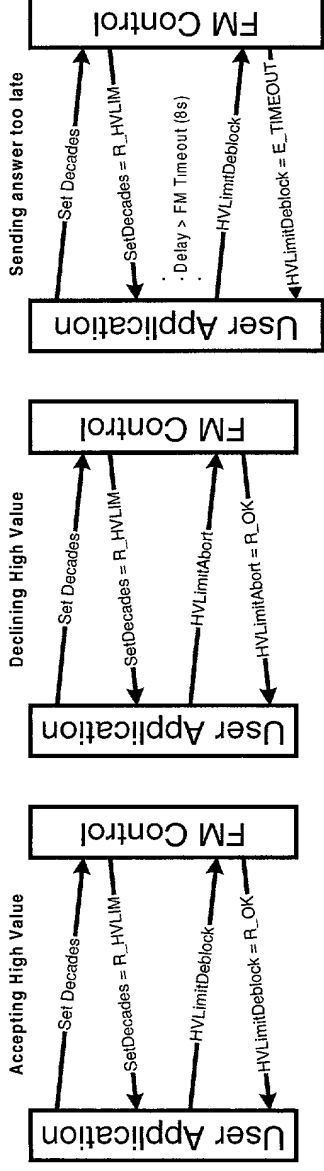 Accepting High Value
User Application
FM Control
Set Decades
SetDecades = R_HVLIM
HVLimitDeblock
HVLimitDeblock = R_OK
Declining High Value
User Application
FM Control
Set Decades
SetDecades = R_HVLIM
HVLimitAbort
HVLimitAbort = R_OK
Sending answer too late
User Application
FM Control
Set Decades
SetDecades = R_HVLIM
. Delay > FM Timeout (8s)
HVLimitDeblock
HVLimitDeblock = E_TIMEOUT